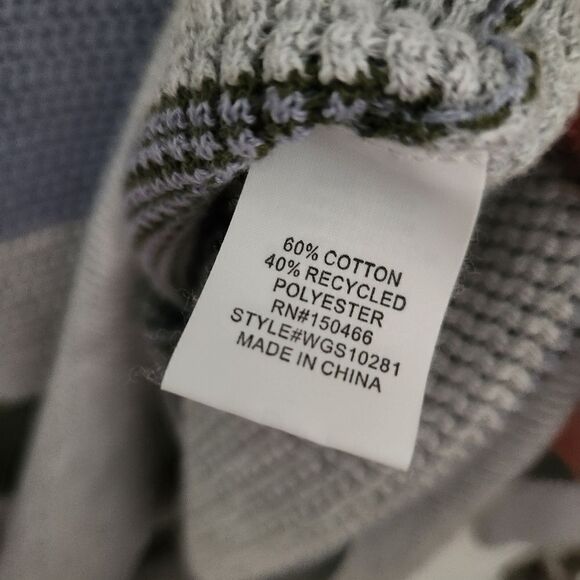 60% COTTON
40% RECYCLED
POLYESTER
RN#150466
STYLE#WGS10281
MADE IN CHINA